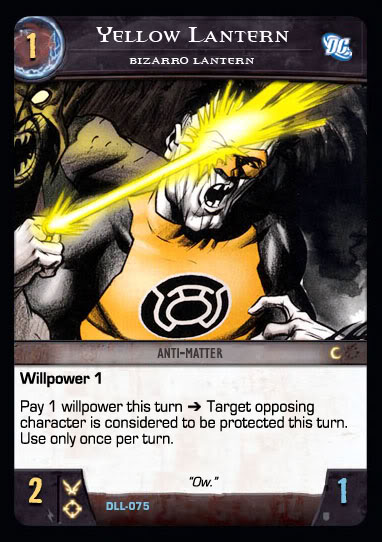 1
YELLOW LANTERN
BIZARRO LANTERN
DC
ANTI-MATTER
C
Willpower 1
Pay 1 willpower this turn ➔ Target opposing
character is considered to be protected this turn.
Use only once per turn.
"Ow."
2
DLL-075
1